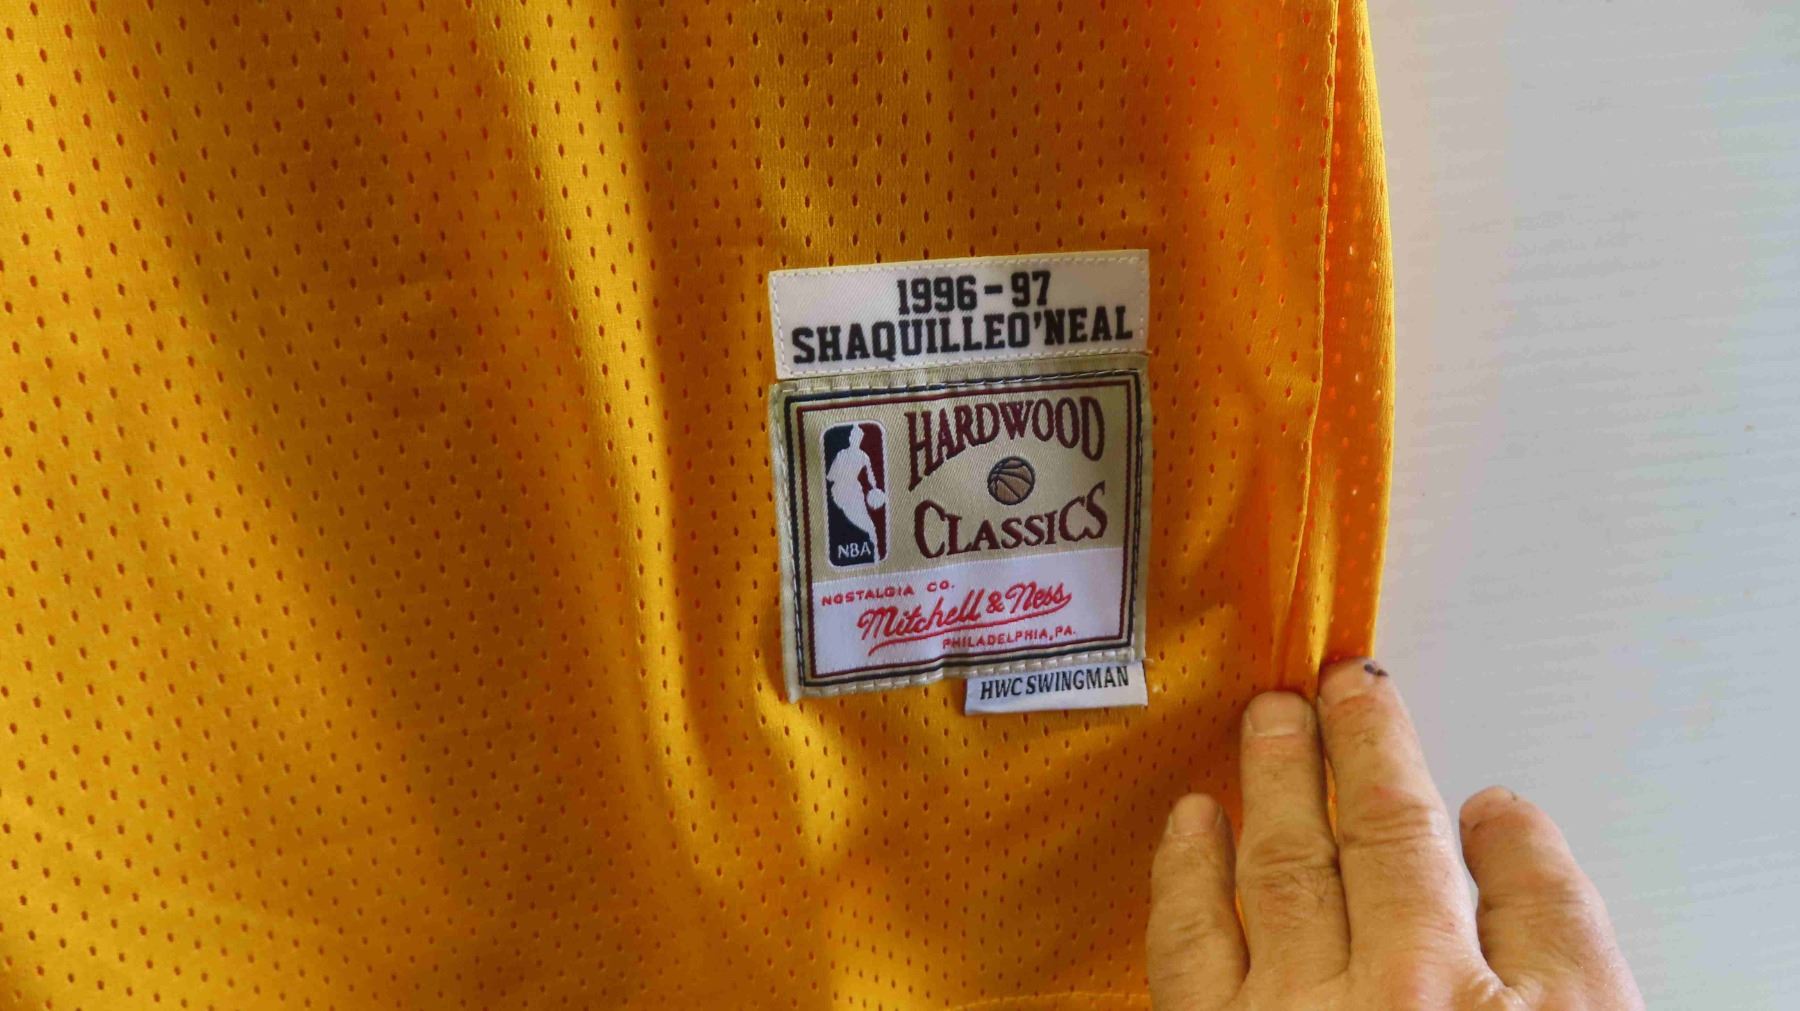 1996-97
SHAQUILLEO'NEAL
HARDWOOD
CLASSICS
NBA
NOSTALGIA CO.
Mitchell & Ness
PHILADELPHIA, PA.
HWC SWINGMAN